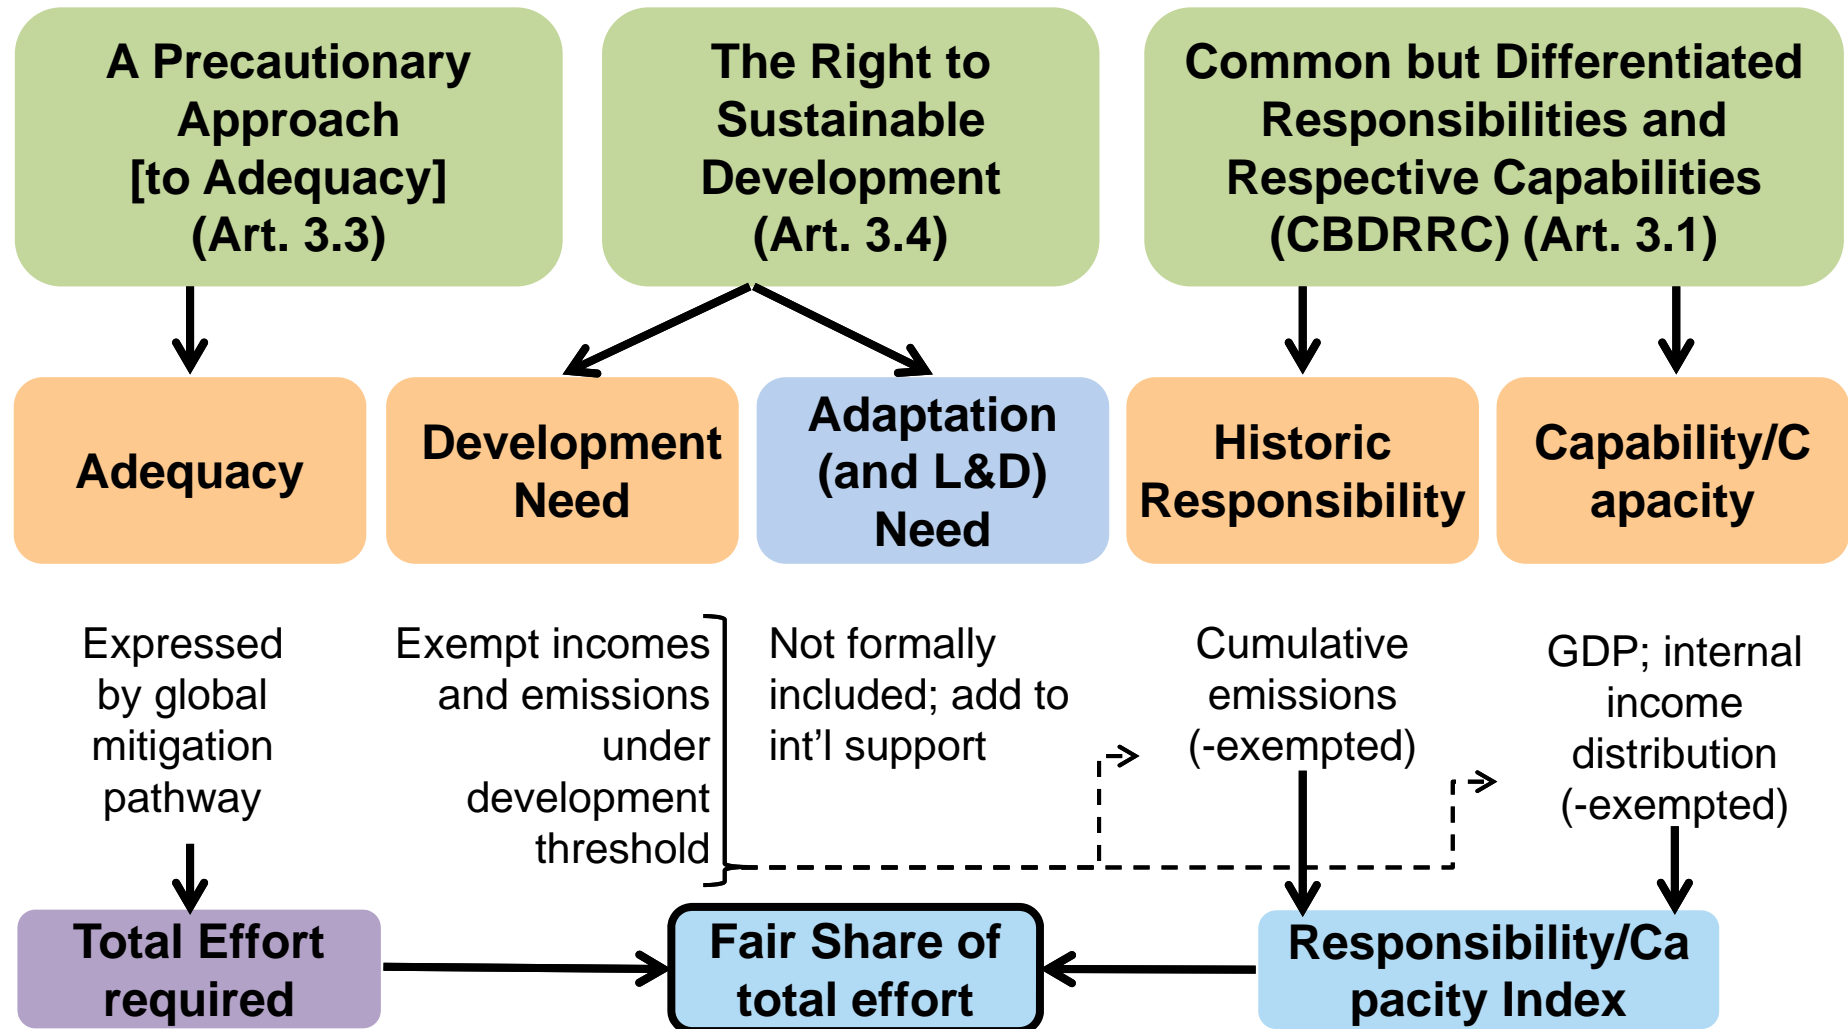 A Precautionary
Approach
[to Adequacy]
(Art. 3.3)
The Right to
Sustainable
Development
(Art. 3.4)
Common but Differentiated
Responsibilities and
Respective Capabilities
(CBDRRC) (Art. 3.1)
Adequacy
Development
Need
Adaptation
(and L&D)
Need
Historic
Responsibility
Capability/C
apacity
Expressed
by global
mitigation
pathway
Exempt incomes
and emissions
under
development
threshold
Not formally
included; add to
int’l support
Cumulative
emissions
(-exempted)
GDP; internal
income
distribution
(-exempted)
Total Effort
required
Fair Share of
total effort
Responsibility/Ca
pacity Index